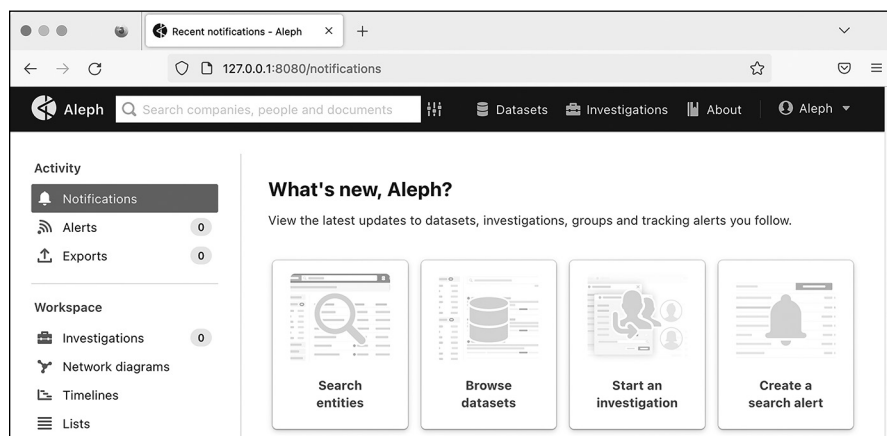 Recent notifications - Aleph
127.0.0.1:8080/notifications
Aleph
Search companies, people and documents
Datasets
Investigations
About
Aleph
Activity
Notifications
Alerts 0
Exports 0
Workspace
Investigations 0
Network diagrams
Timelines
Lists
What's new, Aleph?
View the latest updates to datasets, investigations, groups and tracking alerts you follow.
Search
entities
Browse
datasets
Start an
investigation
Create a
search alert